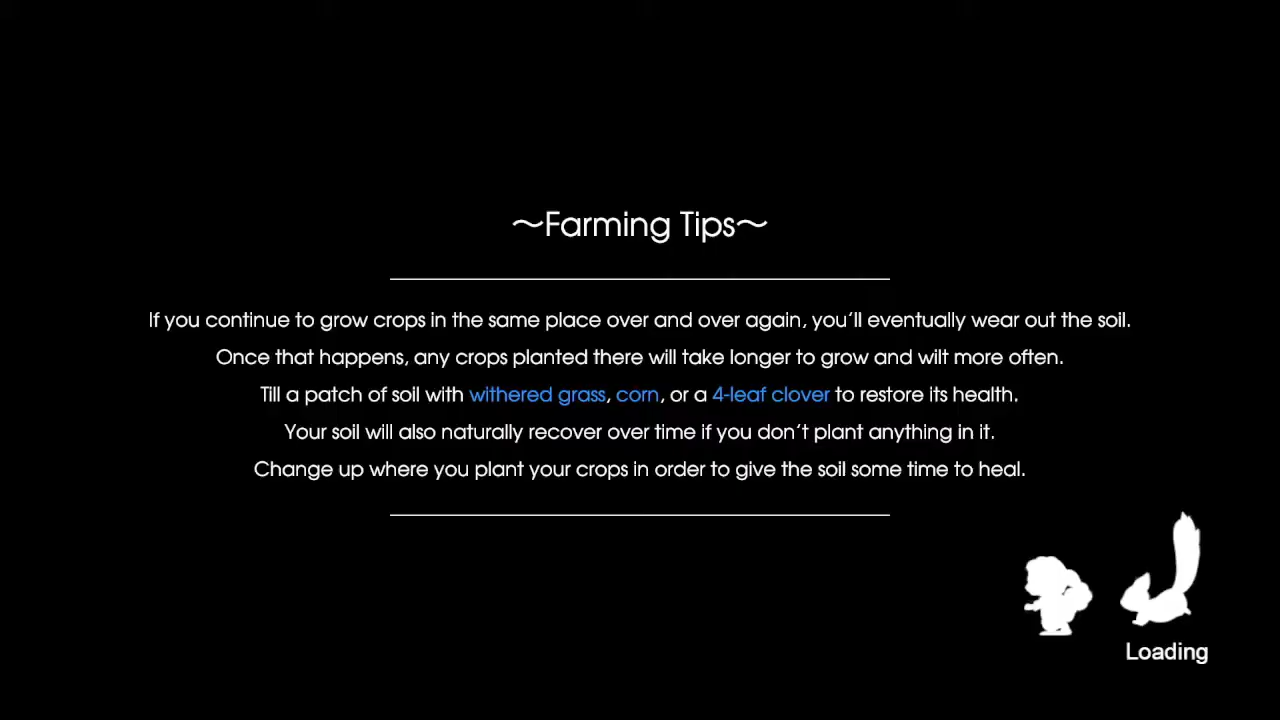 ～Farming Tips～
If you continue to grow crops in the same place over and over again, you'll eventually wear out the soil.
Once that happens, any crops planted there will take longer to grow and wilt more often.
Till a patch of soil with withered grass, corn, or a 4-leaf clover to restore its health.
Your soil will also naturally recover over time if you don't plant anything in it.
Change up where you plant your crops in order to give the soil some time to heal.
Loading